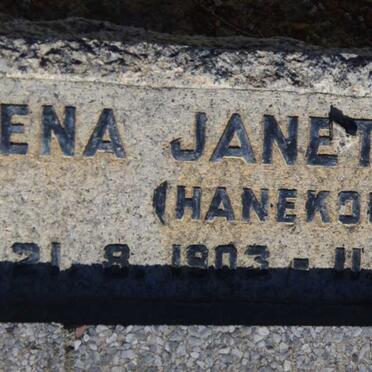 ENA JANET
(HANEKO
21 8 1903 - 11